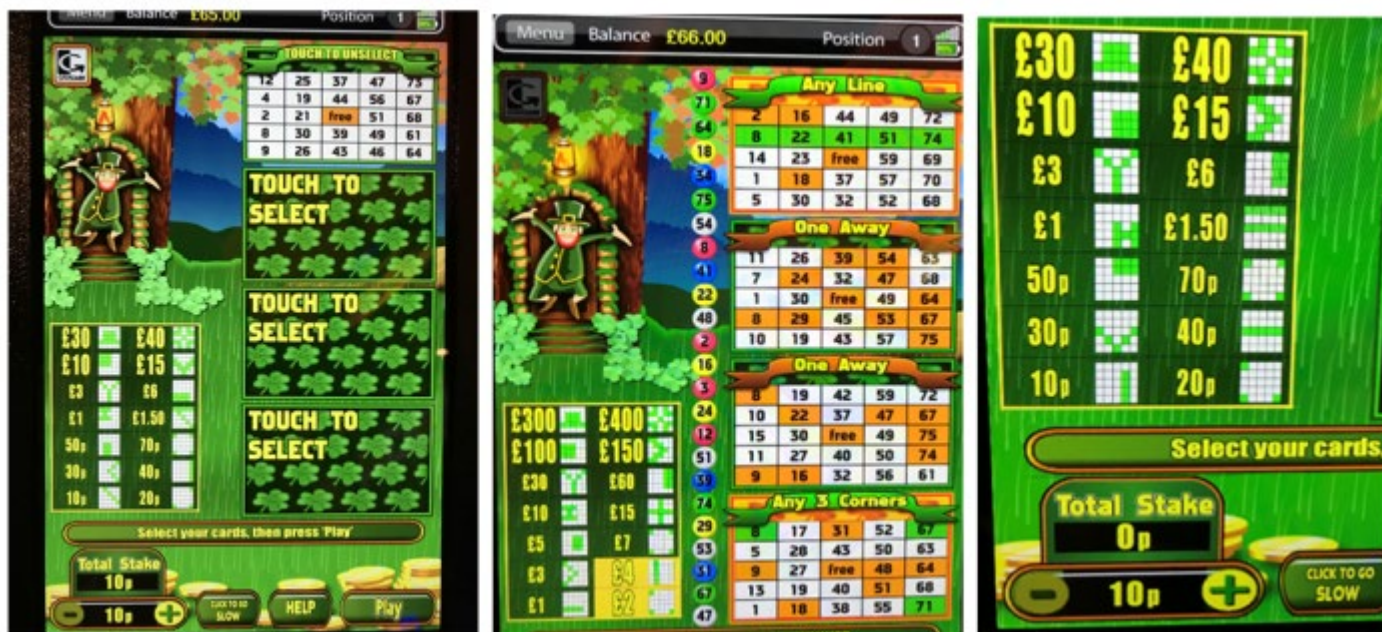 Menu Balance £65.00 Position 1
TOUCH TO UNSELECT
12 25 37 47 73
4 19 44 56 67
2 21 free 51 68
8 30 39 49 61
9 26 43 46 64
TOUCH TO
SELECT
TOUCH TO
SELECT
TOUCH TO
SELECT
£30 £40
£10 £15
£3 £6
£1 £1.50
50p 70p
30p 40p
10p 20p
Select your cards, then press 'Play'
Total Stake
10p
- 10p +
CLICK TO GO
SLOW
HELP
Play
Menu Balance £66.00 Position 1
9
71
64
18
34
75
54
8
41
22
48
2
16
3
24
12
51
39
74
29
53
31
67
47
Any Line
2 16 44 49 72
8 22 41 51 74
14 23 free 59 69
1 18 37 57 70
5 30 32 52 68
One Away
11 26 39 54 63
7 24 32 47 68
1 30 free 49 64
8 29 45 53 67
10 19 43 57 75
One Away
8 19 42 59 72
10 22 37 47 67
15 30 free 49 75
11 27 40 50 74
9 16 32 56 61
Any 3 Corners
8 17 31 52 67
5 28 43 50 63
9 27 free 48 64
13 19 40 51 68
1 18 38 55 71
£300 £400
£100 £150
£30 £60
£10 £15
£5 £7
£3 £4
£1 £2
£30 £40
£10 £15
£3 £6
£1 £1.50
50p 70p
30p 40p
10p 20p
Select your cards,
Total Stake
0p
- 10p +
CLICK TO GO
SLOW